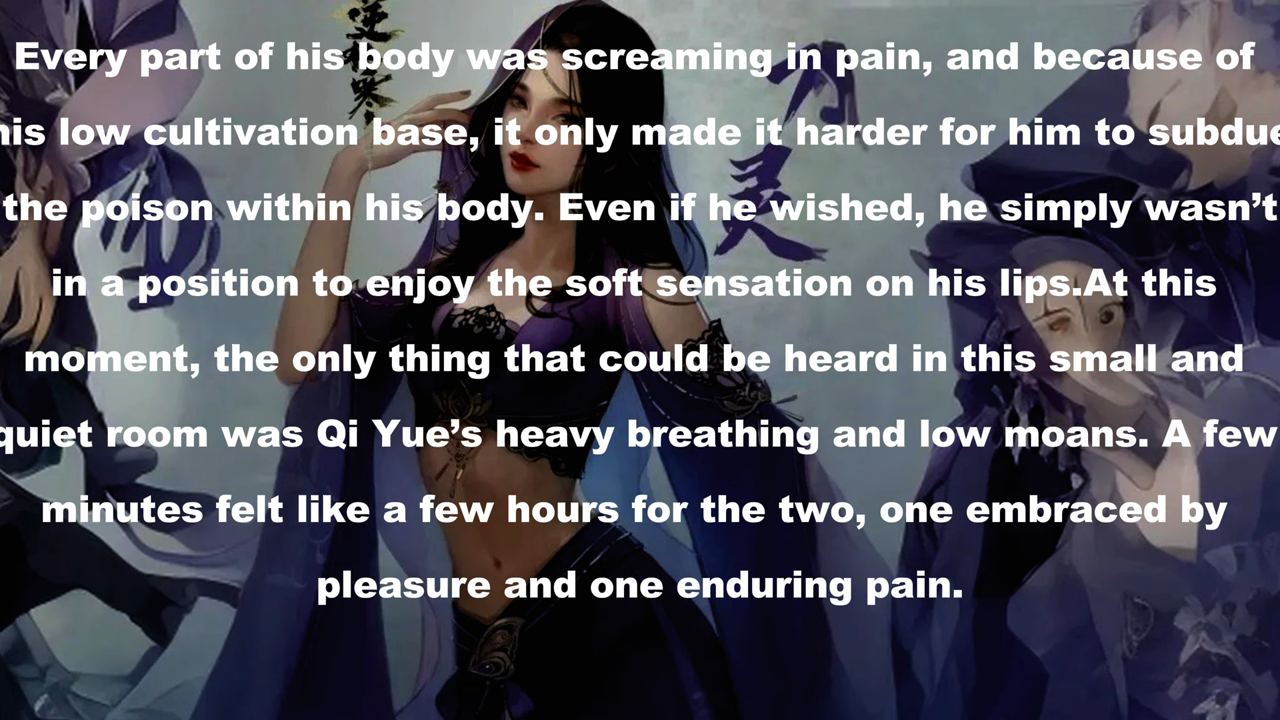 Every part of his body was screaming in pain, and because of
his low cultivation base, it only made it harder for him to subdue
the poison within his body. Even if he wished, he simply wasn’t
in a position to enjoy the soft sensation on his lips.At this
moment, the only thing that could be heard in this small and
quiet room was Qi Yue’s heavy breathing and low moans. A few
minutes felt like a few hours for the two, one embraced by
pleasure and one enduring pain.
逆
寒
灵